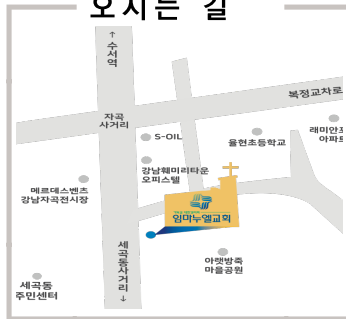 오시는 길
↑
수서역
복정교차로
자곡
사거리
S-OIL
율현초등학교
래미안포
아파트
강남훼미리타운
오피스텔
메르데스벤츠
강남자곡전시장
임마누엘교회
세곡동사거리
↓
아랫방죽
마을공원
세곡동
주민센터